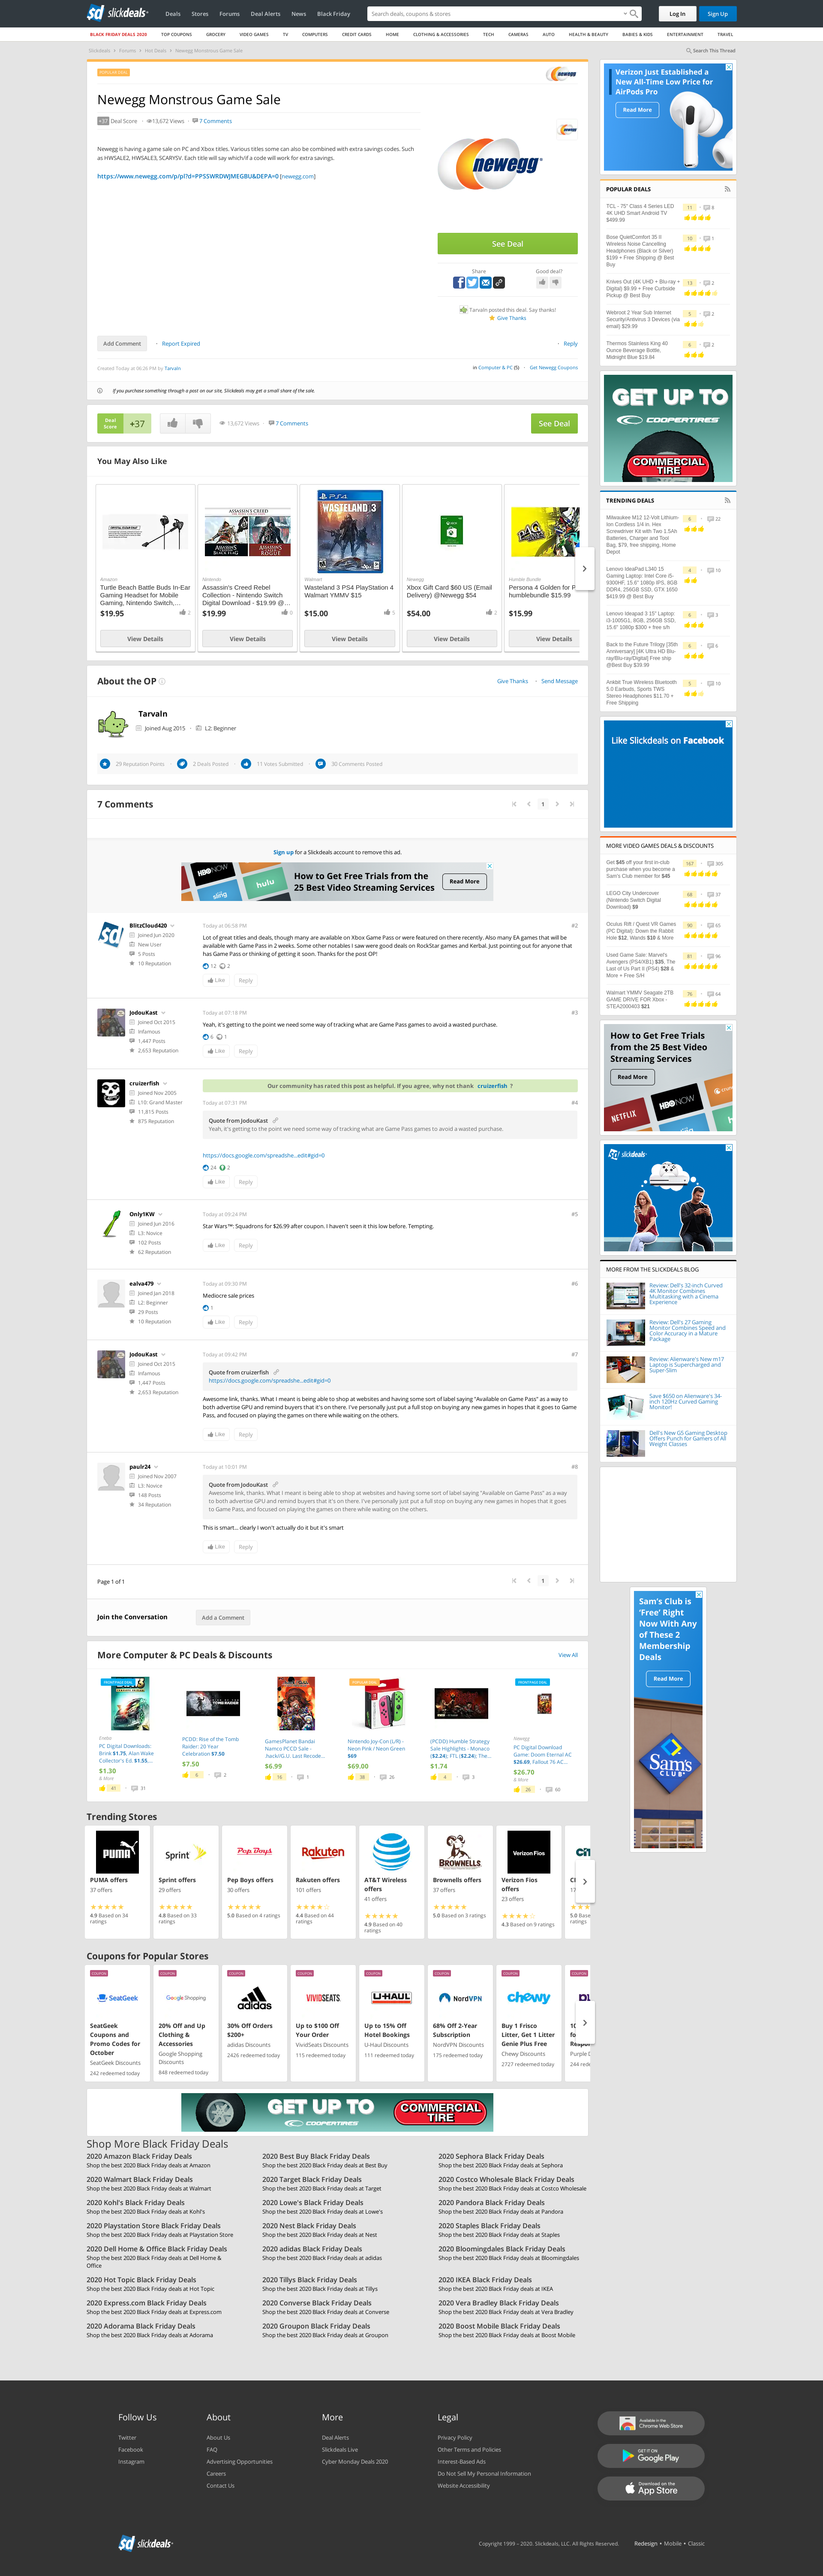 slickdeals
Deals
Stores
Forums
Deal Alerts
News
Black Friday
Search deals, coupons & stores
Log In
Sign Up
BLACK FRIDAY DEALS 2020
TOP COUPONS
GROCERY
VIDEO GAMES
TV
COMPUTERS
CREDIT CARDS
HOME
CLOTHING & ACCESSORIES
TECH
CAMERAS
AUTO
HEALTH & BEAUTY
BABIES & KIDS
ENTERTAINMENT
TRAVEL
Slickdeals > Forums > Hot Deals > Newegg Monstrous Game Sale
Search This Thread
POPULAR DEAL
newegg
Newegg Monstrous Game Sale
+37 Deal Score
13,672 Views
7 Comments
Newegg is having a game sale on PC and Xbox titles. Various titles some can also be combined with extra savings codes. Such
as HWSALE2, HWSALE3, SCARYSV. Each title will say which/if a code will work for extra savings.
https://www.newegg.com/p/pl?d=PPSSWRDWJMEGBU&DEPA=0 [newegg.com]
newegg
newegg
See Deal
Share
Good deal?
Tarvaln posted this deal. Say thanks!
Give Thanks
Add Comment
Report Expired
Reply
Created Today at 06:26 PM by Tarvaln
in Computer & PC (5)
Get Newegg Coupons
If you purchase something through a post on our site, Slickdeals may get a small share of the sale.
Deal
Score
+37
13,672 Views
7 Comments
See Deal
You May Also Like
Amazon
Turtle Beach Battle Buds In-Ear
Gaming Headset for Mobile
Gaming, Nintendo Switch,...
$19.95
2
View Details
Nintendo
Assassin's Creed Rebel
Collection - Nintendo Switch
Digital Download - $19.99 @...
$19.99
0
View Details
PS4
WASTELAND 3
Walmart
Wasteland 3 PS4 PlayStation 4
Walmart YMMV $15
$15.00
5
View Details
Newegg
Xbox Gift Card $60 US (Email
Delivery) @Newegg $54
$54.00
2
View Details
Humble Bundle
Persona 4 Golden for P
humblebundle $15.99
$15.99
View Details
About the OP
Give Thanks
Send Message
Tarvaln
Joined Aug 2015
L2: Beginner
29 Reputation Points
2 Deals Posted
11 Votes Submitted
30 Comments Posted
7 Comments
1
Sign up for a Slickdeals account to remove this ad.
HBO NOW
hulu
sling
How to Get Free Trials from the
25 Best Video Streaming Services
Read More
BlitzCloud420
Joined Jun 2020
New User
5 Posts
10 Reputation
Today at 06:58 PM
#2
Lot of great titles and deals, though many are available on Xbox Game Pass or were featured on there recently. Also many EA games that will be
available with Game Pass in 2 weeks. Some other notables I saw were good deals on RockStar games and Kerbal. Just pointing out for anyone that
has Game Pass or thinking of getting it soon. Thanks for the post OP!
12
2
Like
Reply
JodouKast
Joined Oct 2015
Infamous
1,447 Posts
2,653 Reputation
Today at 07:18 PM
#3
Yeah, it's getting to the point we need some way of tracking what are Game Pass games to avoid a wasted purchase.
6
1
Like
Reply
cruizerfish
Joined Nov 2005
L10: Grand Master
11,815 Posts
875 Reputation
Our community has rated this post as helpful. If you agree, why not thank cruizerfish ?
Today at 07:31 PM
#4
Quote from JodouKast
Yeah, it's getting to the point we need some way of tracking what are Game Pass games to avoid a wasted purchase.
https://docs.google.com/spreadshe...edit#gid=0
24
2
Like
Reply
Only1KW
Joined Jun 2016
L3: Novice
102 Posts
62 Reputation
Today at 09:24 PM
#5
Star Wars™: Squadrons for $26.99 after coupon. I haven't seen it this low before. Tempting.
Like
Reply
ealva479
Joined Jan 2018
L2: Beginner
29 Posts
10 Reputation
Today at 09:30 PM
#6
Mediocre sale prices
1
Like
Reply
JodouKast
Joined Oct 2015
Infamous
1,447 Posts
2,653 Reputation
Today at 09:42 PM
#7
Quote from cruizerfish
https://docs.google.com/spreadshe...edit#gid=0
Awesome link, thanks. What I meant is being able to shop at websites and having some sort of label saying "Available on Game Pass" as a way to
both advertise GPU and remind buyers that it's on there. I've personally just put a full stop on buying any new games in hopes that it goes to Game
Pass, and focused on playing the games on there while waiting on the others.
Like
Reply
paulr24
Joined Nov 2007
L3: Novice
148 Posts
34 Reputation
Today at 10:01 PM
#8
Quote from JodouKast
Awesome link, thanks. What I meant is being able to shop at websites and having some sort of label saying "Available on Game Pass" as a way
to both advertise GPU and remind buyers that it's on there. I've personally just put a full stop on buying any new games in hopes that it goes
to Game Pass, and focused on playing the games on there while waiting on the others.
This is smart... clearly I won't actually do it but it's smart
Like
Reply
Page 1 of 1
1
Join the Conversation
Add a Comment
More Computer & PC Deals & Discounts
View All
Eneba
PC Digital Downloads:
Brink $1.75, Alan Wake
Collector's Ed. $1.55,...
$1.30
& More
41
31
PCDD: Rise of the Tomb
Raider: 20 Year
Celebration $7.50
$7.50
6
2
GamesPlanet Bandai
Namco PCCD Sale -
.hack//G.U. Last Recode...
$6.99
16
1
Nintendo Joy-Con (L/R) -
Neon Pink / Neon Green
$69
$69.00
38
26
(PCDD) Humble Strategy
Sale Highlights - Monaco
($2.24); FTL ($2.24); The...
$1.74
4
3
Newegg
PC Digital Download
Game: Doom Eternal AC
$26.69, Fallout 76 AC...
$26.70
& More
26
60
Trending Stores
PUMA
PUMA offers
37 offers
4.9 Based on 34
ratings
Sprint
Sprint offers
29 offers
4.8 Based on 33
ratings
Pep Boys
Pep Boys offers
30 offers
5.0 Based on 4 ratings
Rakuten
Rakuten offers
101 offers
4.4 Based on 44
ratings
AT&T Wireless
offers
41 offers
4.9 Based on 40
ratings
BROWNELLS
Brownells offers
37 offers
5.0 Based on 3 ratings
Verizon Fios
Verizon Fios
offers
23 offers
4.3 Based on 9 ratings
Coupons for Popular Stores
COUPON
SeatGeek
SeatGeek
Coupons and
Promo Codes for
October
SeatGeek Discounts
242 redeemed today
COUPON
Google Shopping
20% Off and Up
Clothing &
Accessories
Google Shopping
Discounts
848 redeemed today
COUPON
adidas
30% Off Orders
$200+
adidas Discounts
2426 redeemed today
COUPON
VIVIDSEATS
Up to $100 Off
Your Order
VividSeats Discounts
115 redeemed today
COUPON
U-HAUL
Up to 15% Off
Hotel Bookings
U-Haul Discounts
111 redeemed today
COUPON
NordVPN
68% Off 2-Year
Subscription
NordVPN Discounts
175 redeemed today
COUPON
chewy
Buy 1 Frisco
Litter, Get 1 Litter
Genie Plus Free
Chewy Discounts
2727 redeemed today
COUPON
GET UP TO
COOPERTIRES
COMMERCIAL TIRE
Shop More Black Friday Deals
2020 Amazon Black Friday Deals
Shop the best 2020 Black Friday deals at Amazon
2020 Best Buy Black Friday Deals
Shop the best 2020 Black Friday deals at Best Buy
2020 Sephora Black Friday Deals
Shop the best 2020 Black Friday deals at Sephora
2020 Walmart Black Friday Deals
Shop the best 2020 Black Friday deals at Walmart
2020 Target Black Friday Deals
Shop the best 2020 Black Friday deals at Target
2020 Costco Wholesale Black Friday Deals
Shop the best 2020 Black Friday deals at Costco Wholesale
2020 Kohl's Black Friday Deals
Shop the best 2020 Black Friday deals at Kohl's
2020 Lowe's Black Friday Deals
Shop the best 2020 Black Friday deals at Lowe's
2020 Pandora Black Friday Deals
Shop the best 2020 Black Friday deals at Pandora
2020 Playstation Store Black Friday Deals
Shop the best 2020 Black Friday deals at Playstation Store
2020 Nest Black Friday Deals
Shop the best 2020 Black Friday deals at Nest
2020 Staples Black Friday Deals
Shop the best 2020 Black Friday deals at Staples
2020 Dell Home & Office Black Friday Deals
Shop the best 2020 Black Friday deals at Dell Home &
Office
2020 adidas Black Friday Deals
Shop the best 2020 Black Friday deals at adidas
2020 Bloomingdales Black Friday Deals
Shop the best 2020 Black Friday deals at Bloomingdales
2020 Hot Topic Black Friday Deals
Shop the best 2020 Black Friday deals at Hot Topic
2020 Tillys Black Friday Deals
Shop the best 2020 Black Friday deals at Tillys
2020 IKEA Black Friday Deals
Shop the best 2020 Black Friday deals at IKEA
2020 Express.com Black Friday Deals
Shop the best 2020 Black Friday deals at Express.com
2020 Converse Black Friday Deals
Shop the best 2020 Black Friday deals at Converse
2020 Vera Bradley Black Friday Deals
Shop the best 2020 Black Friday deals at Vera Bradley
2020 Adorama Black Friday Deals
Shop the best 2020 Black Friday deals at Adorama
2020 Groupon Black Friday Deals
Shop the best 2020 Black Friday deals at Groupon
2020 Boost Mobile Black Friday Deals
Shop the best 2020 Black Friday deals at Boost Mobile
Verizon Just Established
a New All-Time Low Price for
AirPods Pro
Read More
POPULAR DEALS
TCL - 75" Class 4 Series LED
4K UHD Smart Android TV
$499.99
11
8
Bose QuietComfort 35 II
Wireless Noise Cancelling
Headphones (Black or Silver)
$199 + Free Shipping @ Best
Buy
10
1
Knives Out (4K UHD + Blu-ray +
Digital) $9.99 + Free Curbside
Pickup @ Best Buy
13
2
Webroot 2 Year Sub Internet
Security/Antivirus 3 Devices (via
email) $29.99
5
2
Thermus Stainless King 40
Ounce Beverage Bottle,
Midnight Blue $19.84
6
2
GET UP TO
COOPERTIRES
COMMERCIAL TIRE
TRENDING DEALS
Milwaukee M12 12-Volt Lithium-
Ion Cordless 1/4 in. Hex
Screwdriver Kit with Two 1.5Ah
Batteries, Charger and Tool
Bag, $79, free shipping, Home
Depot
6
22
Lenovo IdeaPad L340 15
Gaming Laptop: Intel Core i5-
9300HF, 15.6" 1080p IPS, 8GB
DDR4, 256GB SSD, GTX 1650
$419.99 @ Best Buy
4
10
Lenovo Ideapad 3 15" Laptop:
i3-1005G1, 8GB, 256GB SSD,
15.6" 1080p $300 + free s/h
6
3
Back to the Future Trilogy [35th
Anniversary] [4K Ultra HD Blu-
ray/Blu-ray/Digital] Free ship
@Best Buy $39.99
6
6
Ankbit True Wireless Bluetooth
5.0 Earbuds, Sports TWS
Stereo Headphones $11.70 +
Free Shipping
5
10
Like Slickdeals on Facebook
MORE VIDEO GAMES DEALS & DISCOUNTS
Get $45 off your first in-club
purchase when you become a
Sam's Club member for $45
167
305
LEGO City Undercover
(Nintendo Switch Digital
Download) $9
68
37
Oculus Rift / Quest VR Games
(PC Digital): Down the Rabbit
Hole $12, Wands $10 & More
90
65
Used Game Sale: Marvel's
Avengers (PS4/XB1) $35, The
Last of Us Part II (PS4) $28 &
More + Free S/H
81
96
Walmart YMMV Seagate 2TB
GAME DRIVE FOR Xbox -
STEA2000403 $21
76
64
How to Get Free Trials
from the 25 Best Video
Streaming Services
Read More
NETFLIX
HBO NOW
sling
slickdeals
MORE FROM THE SLICKDEALS BLOG
Review: Dell's 32-inch Curved
4K Monitor Combines
Multitasking with a Cinema
Experience
Review: Dell's 27 Gaming
Monitor Combines Speed and
Color Accuracy in a Mature
Package
Review: Alienware's New m17
Laptop is Supercharged and
Super-Slim
Save $650 on Alienware's 34-
inch 120Hz Curved Gaming
Monitor!
Dell's New G5 Gaming Desktop
Offers Punch for Gamers of All
Weight Classes
Sam's Club is
'Free' Right
Now With Any
of These 2
Membership
Deals
Read More
Sam's
CLUB
Follow Us
Twitter
Facebook
Instagram
About
About Us
FAQ
Advertising Opportunities
Careers
Contact Us
More
Deal Alerts
Slickdeals Live
Cyber Monday Deals 2020
Legal
Privacy Policy
Other Terms and Policies
Interest-Based Ads
Do Not Sell My Personal Information
Website Accessibility
Available in the
Chrome Web Store
GET IT ON
Google Play
Download on the
App Store
slickdeals
Copyright 1999 – 2020. Slickdeals, LLC. All Rights Reserved.
Redesign • Mobile • Classic